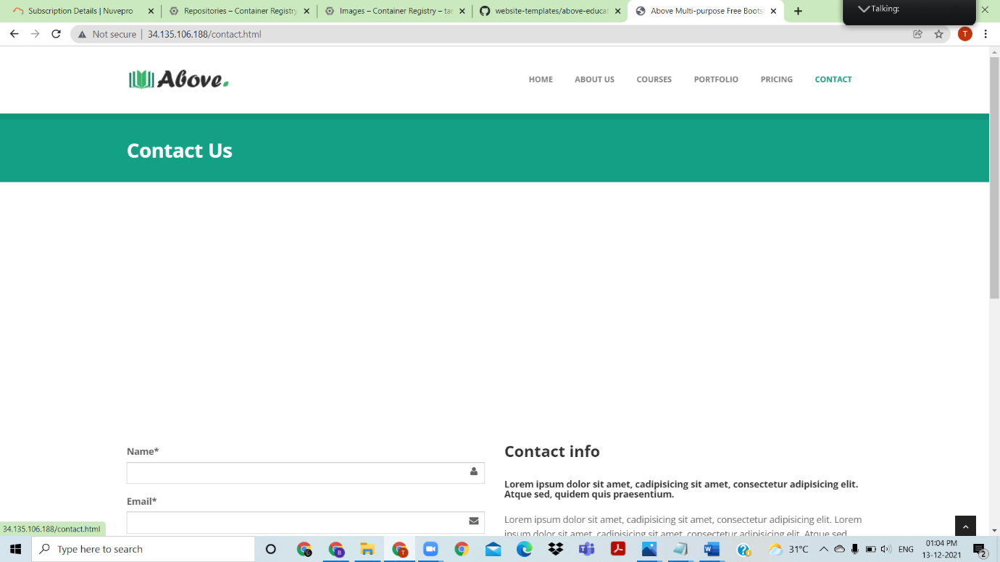 Subscription Details | Nuvepro
Repositories – Container Registry
Images – Container Registry – tar
website-templates/above-educat
Above Multi-purpose Free Boots
Talking:
Not secure
34.135.106.188/contact.html
T
Above.
HOME
ABOUT US
COURSES
PORTFOLIO
PRICING
CONTACT
Contact Us
Name*
Email*
Contact info
Lorem ipsum dolor sit amet, cadipisicing sit amet, consectetur adipisicing elit.
Atque sed, quidem quis praesentium.
Lorem ipsum dolor sit amet, cadipisicing sit amet, consectetur adipisicing elit. Lorem
ipsum dolor sit amet, cadipisicing sit amet, consectetur adipisicing elit. Atque sed
34.135.106.188/contact.html
Type here to search
31°C
ENG
01:04 PM
13-12-2021
2